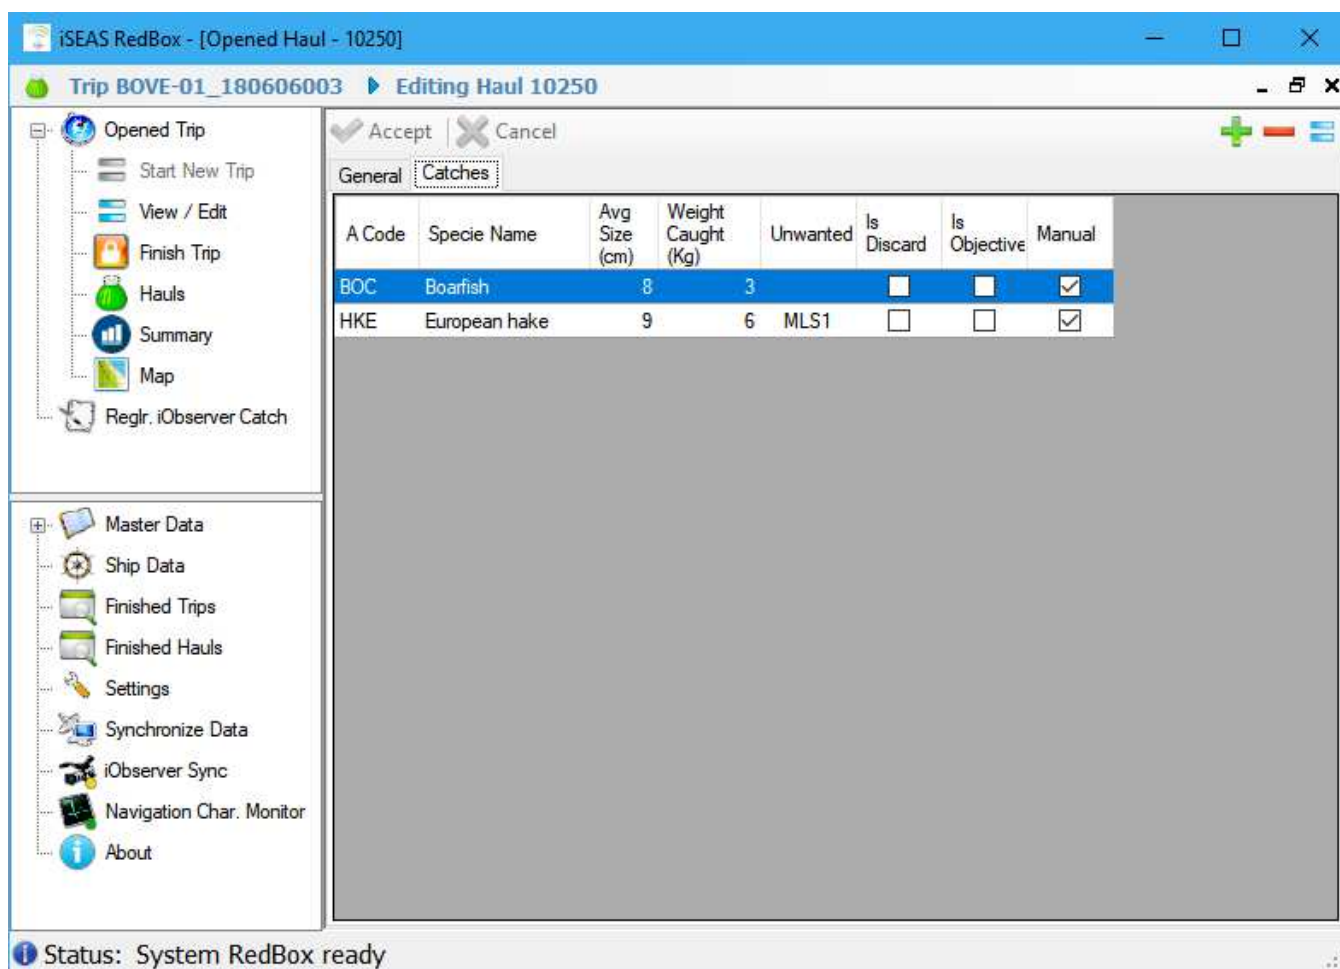 iSEAS RedBox - [Opened Haul - 10250]
Trip BOVE-01_180606003 Editing Haul 10250
Opened Trip
Start New Trip
View / Edit
Finish Trip
Hauls
Summary
Map
Reglr. iObserver Catch
Master Data
Ship Data
Finished Trips
Finished Hauls
Settings
Synchronize Data
iObserver Sync
Navigation Char. Monitor
About
Accept Cancel
General Catches
A Code Specie Name Avg Size (cm) Weight Caught (Kg) Unwanted Is Discard Is Objective Manual
BOC Boarfish 8 3
HKE European hake 9 6 MLS1
Status: System RedBox ready